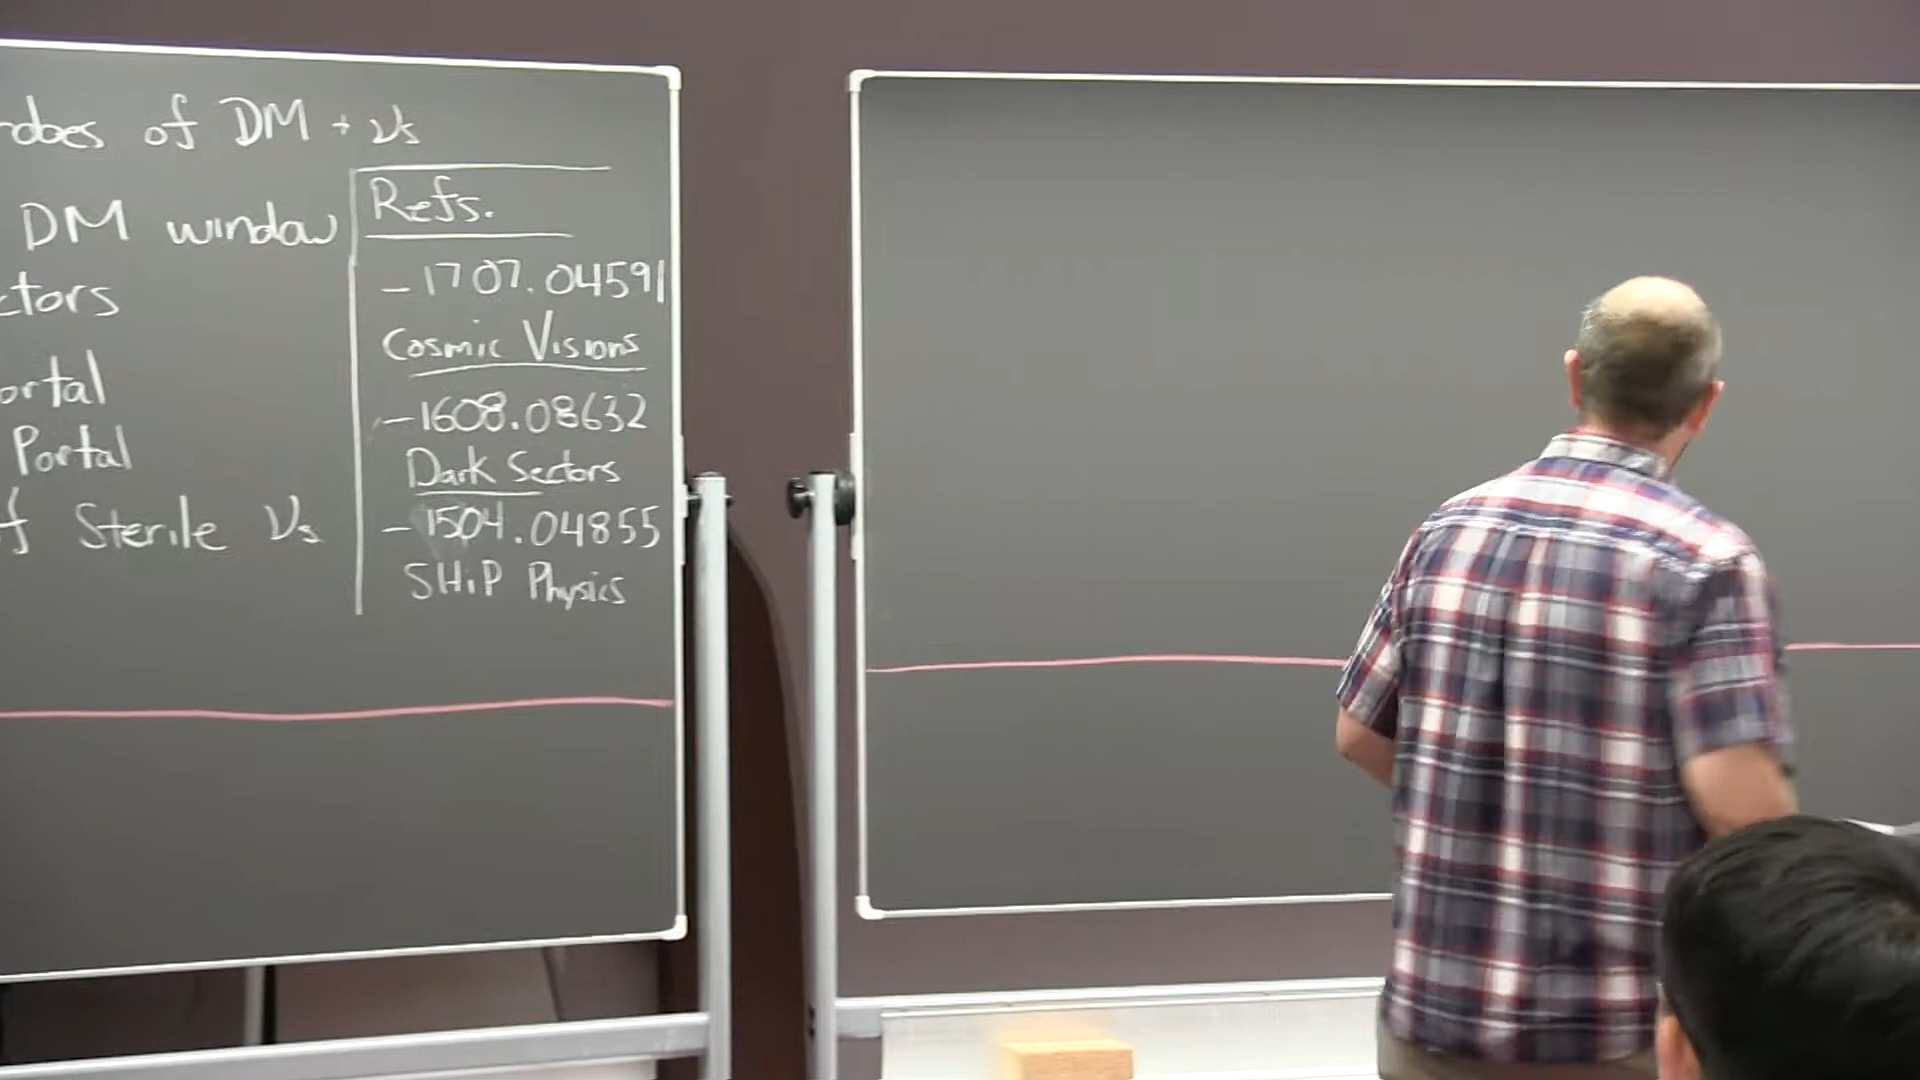 robes of DM + νs
DM window
ctors
ortal
Portal
f Sterile νs
Refs.
- 1707.04591
Cosmic Visions
- 1608.08632
Dark Sectors
- 1504.04855
SHiP Physics